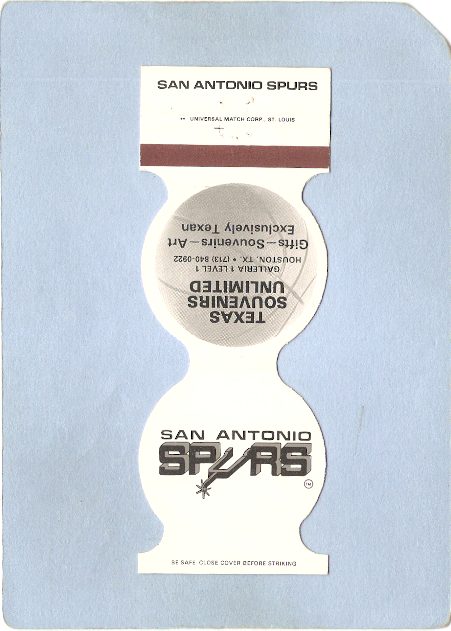 SAN ANTONIO SPURS
UNIVERSAL MATCH CORP., ST. LOUIS
TEXAS
SOUVENIRS
UNLIMITED
GALLERIA 1 LEVEL 1
HOUSTON, TX. • (713) 840-0922
Gifts—Souvenirs—Art
Exclusively Texan
SAN ANTONIO
SPURS
TM
BE SAFE CLOSE COVER BEFORE STRIKING